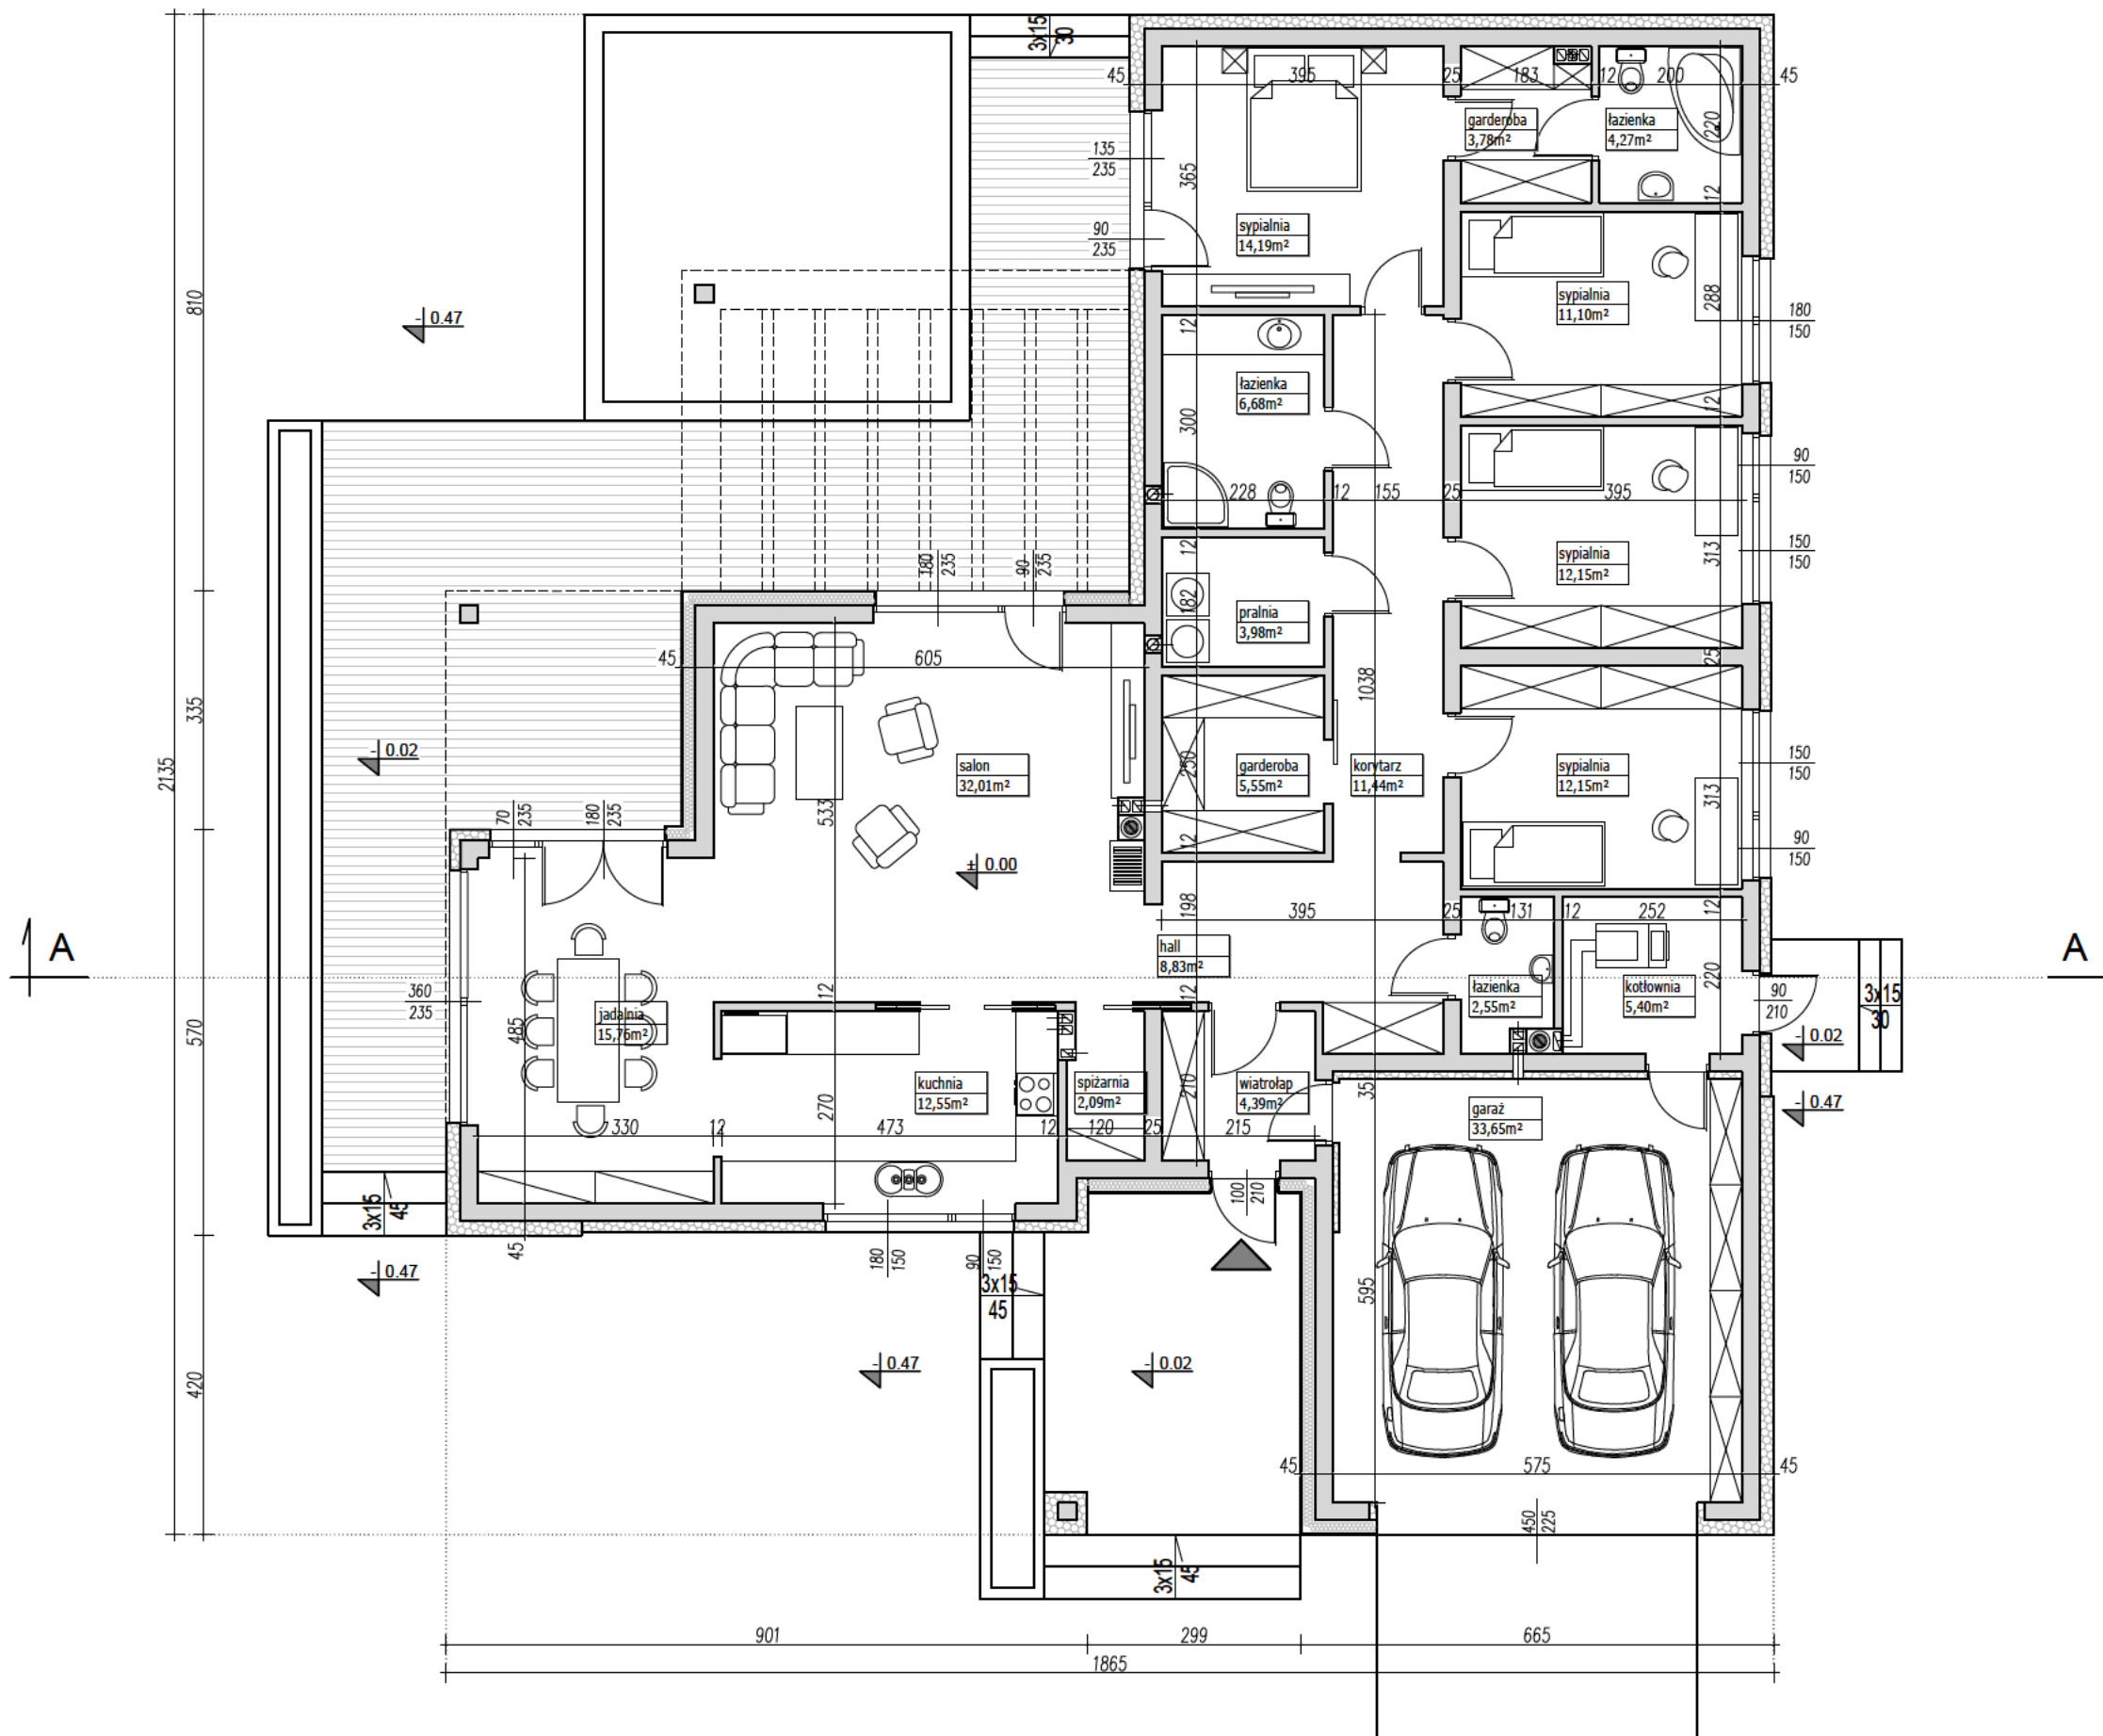 3x15
30
45
395
25
183
12
200
45
garderoba
3,78m²
łazienka
4,27m²
220
135
235
365
12
90
235
sypialnia
14,19m²
810
- 0.47
sypialnia
11,10m²
288
180
150
12
łazienka
6,68m²
300
12
90
150
228
12
155
25
395
180
235
90
235
12
sypialnia
12,15m²
313
150
150
182
pralnia
3,98m²
45
605
25
1038
335
2135
- 0.02
salon
32,01m²
garderoba
5,55m²
250
korytarz
11,44m²
sypialnia
12,15m²
150
150
313
70
235
180
235
533
12
90
150
± 0.00
198
395
25
131
12
252
12
A
A
hall
8,83m²
łazienka
2,55m²
kotłownia
5,40m²
220
360
235
12
12
90
210
3x15
30
jadalnia
15,76m²
485
570
- 0.02
kuchnia
12,55m²
spiżarnia
2,09m²
210
wiatrołap
4,39m²
35
garaż
33,65m²
- 0.47
270
330
12
473
12
120
25
215
3x15
45
100
210
45
- 0.47
180
150
90
150
3x15
45
595
- 0.47
- 0.02
420
45
575
45
450
225
3x15
45
901
299
665
1865